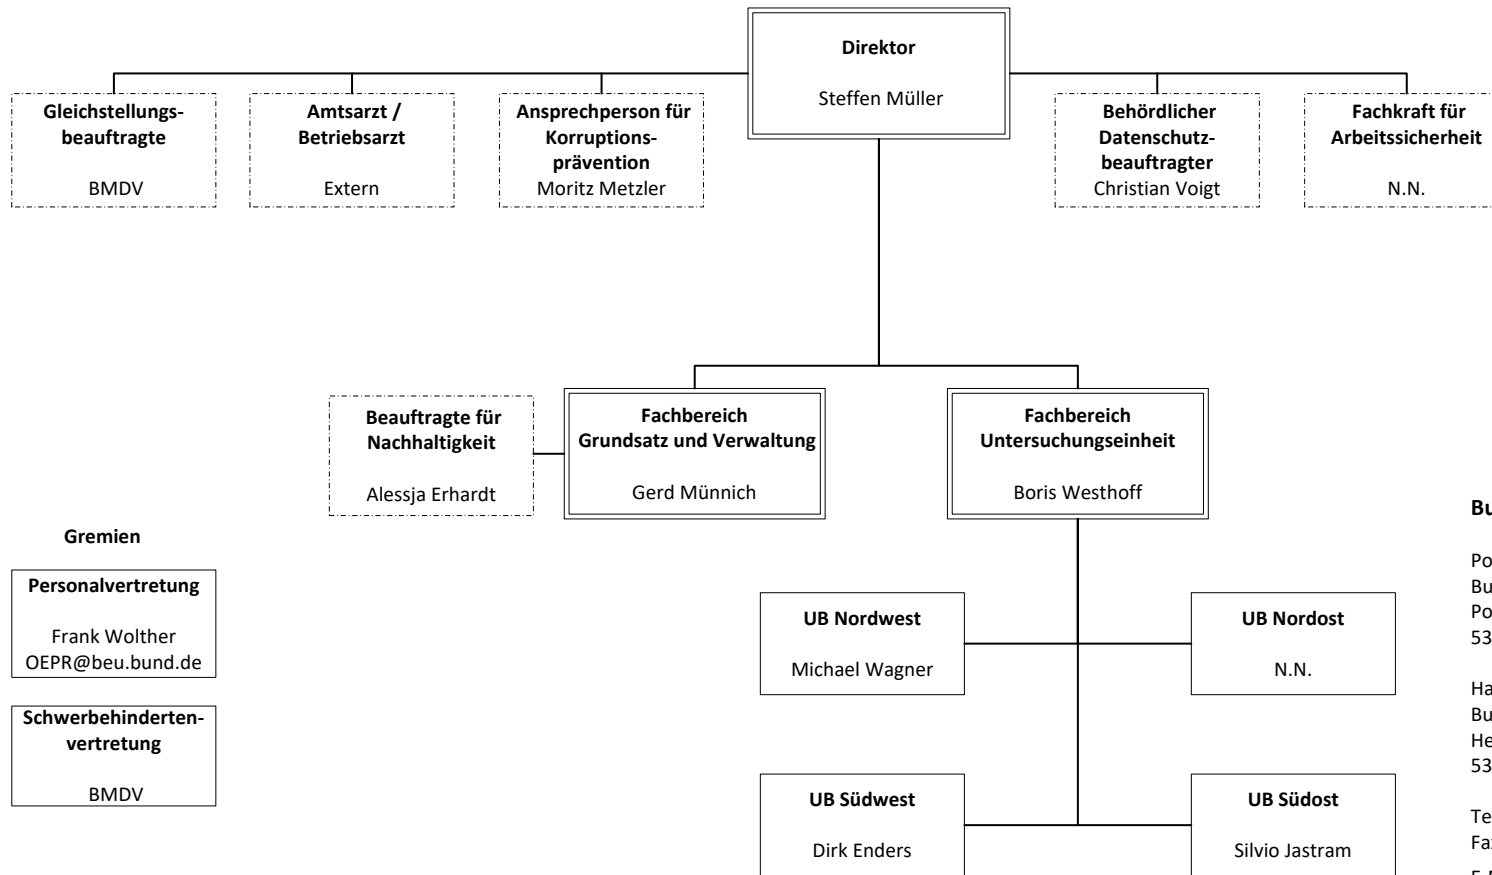 Direktor
Steffen Müller
Gleichstellungs-
beauftragte
BMDV
Amtsarzt /
Betriebsarzt
Extern
Ansprechperson für
Korruptions-
prävention
Moritz Metzler
Behördlicher
Datenschutz-
beauftragter
Christian Voigt
Fachkraft für
Arbeitssicherheit
N.N.
Beauftragte für
Nachhaltigkeit
Alessja Erhardt
Fachbereich
Grundsatz und Verwaltung
Gerd Münnich
Fachbereich
Untersuchungseinheit
Boris Westhoff
Gremien
Personalvertretung
Frank Wolther
OEPR@beu.bund.de
Schwerbehinderten-
vertretung
BMDV
UB Nordwest
Michael Wagner
UB Nordost
N.N.
UB Südwest
Dirk Enders
UB Südost
Silvio Jastram